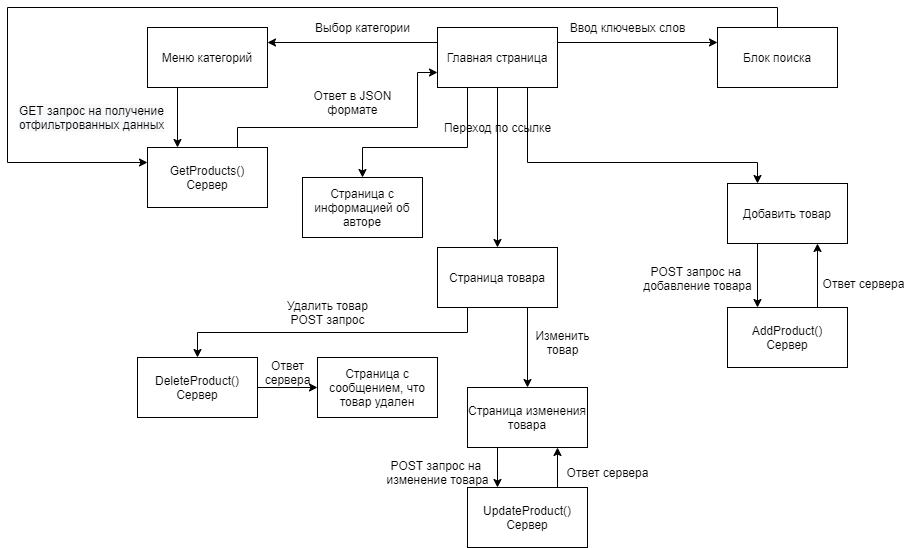 Выбор категории
Ввод ключевых слов
Меню категорий
Главная страница
Блок поиска
GET запрос на получение
отфильтрованных данных
Ответ в JSON
формате
Переход по ссылке
GetProducts()
Сервер
Страница с
информацией об
авторе
Добавить товар
Страница товара
POST запрос на
добавление товара
Ответ сервера
Удалить товар
POST запрос
Изменить
товар
AddProduct()
Сервер
DeleteProduct()
Сервер
Ответ
сервера
Страница с
сообщением, что
товар удален
Страница изменения
товара
POST запрос на
изменение товара
Ответ сервера
UpdateProduct()
Сервер